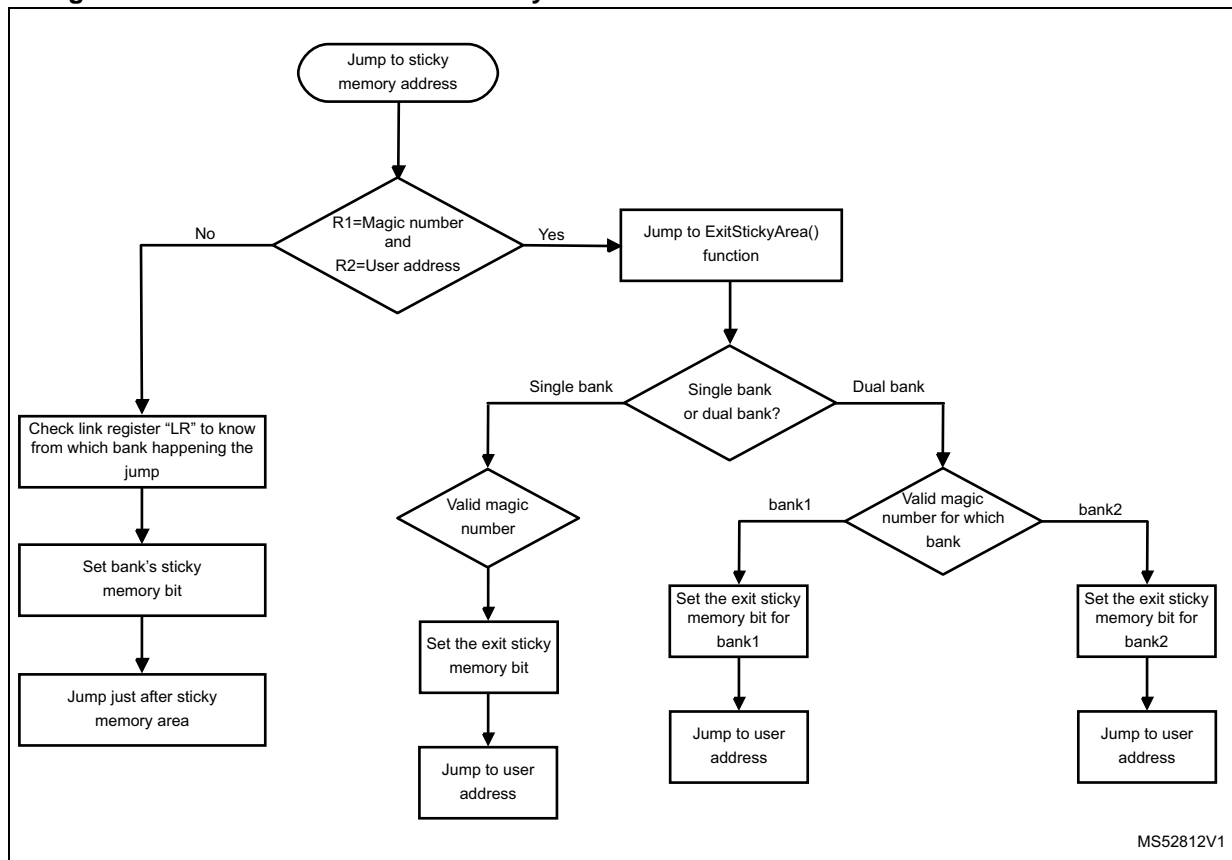 Jump to sticky
memory address
R1=Magic number
and
R2=User address
No
Yes
Jump to ExitStickyArea()
function
Single bank
or dual bank?
Single bank
Dual bank
Check link register “LR” to know
from which bank happening the
jump
Valid magic
number
Valid magic
number for which
bank
bank1
bank2
Set bank's sticky
memory bit
Set the exit sticky
memory bit
Set the exit sticky
memory bit for
bank1
Set the exit sticky
memory bit for
bank2
Jump just after sticky
memory area
Jump to user
address
Jump to user
address
Jump to user
address
MS52812V1